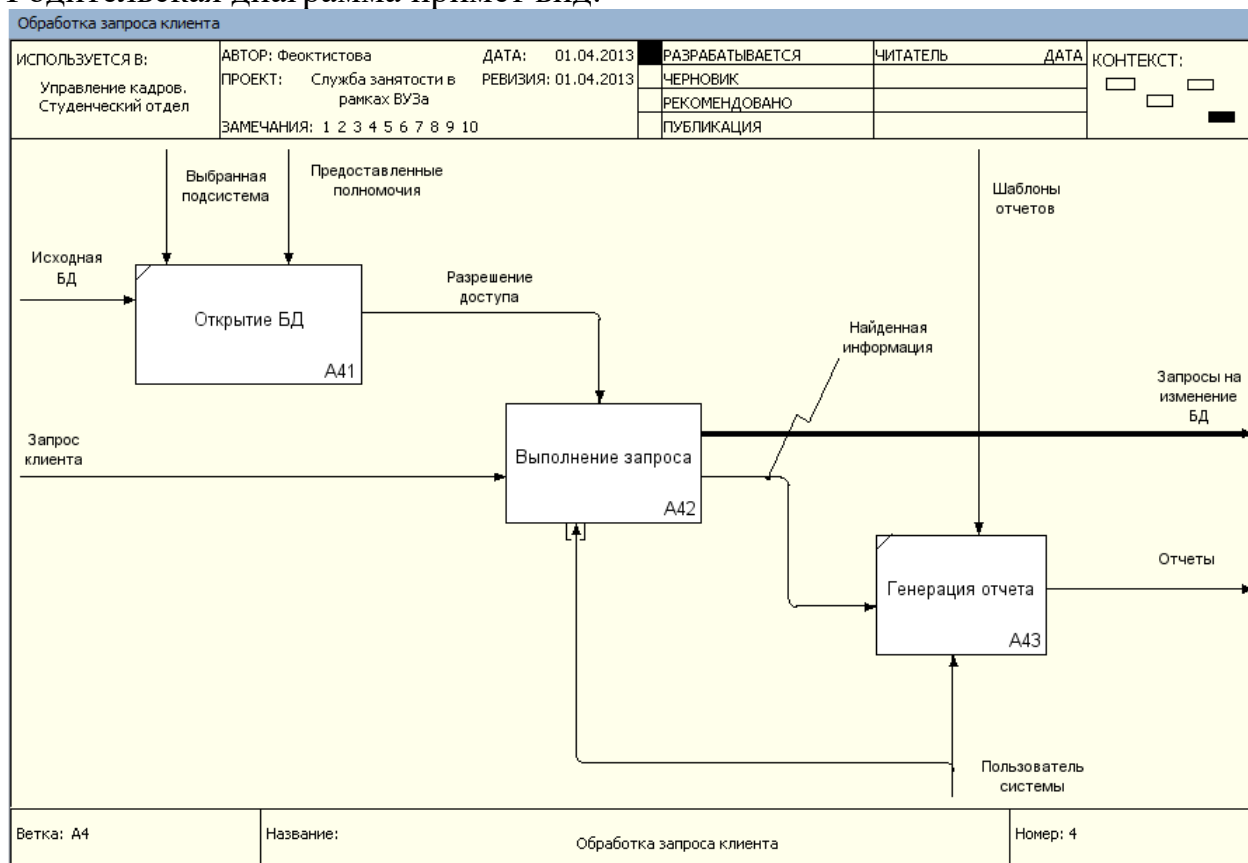 Родительская диаграмма примет вид:
Обработка запроса клиента
ИСПОЛЬЗУЕТСЯ В:
Управление кадров.
Студенческий отдел
АВТОР: Феоктистова
ДАТА: 01.04.2013
ПРОЕКТ: Служба занятости в
рамках ВУЗа
РЕВИЗИЯ: 01.04.2013
ЗАМЕЧАНИЯ: 1 2 3 4 5 6 7 8 9 10
РАЗРАБАТЫВАЕТСЯ
ЧЕРНОВИК
РЕКОМЕНДОВАНО
ПУБЛИКАЦИЯ
ЧИТАТЕЛЬ ДАТА
КОНТЕКСТ:
Выбранная
подсистема
Предоставленные
полномочия
Шаблоны
отчетов
Исходная
БД
Открытие БД
A41
Разрешение
доступа
Найденная
информация
Запросы на
изменение
БД
Запрос
клиента
Выполнение запроса
A42
Генерация отчета
A43
Отчеты
Пользователь
системы
Ветка: A4
Название:
Обработка запроса клиента
Номер: 4